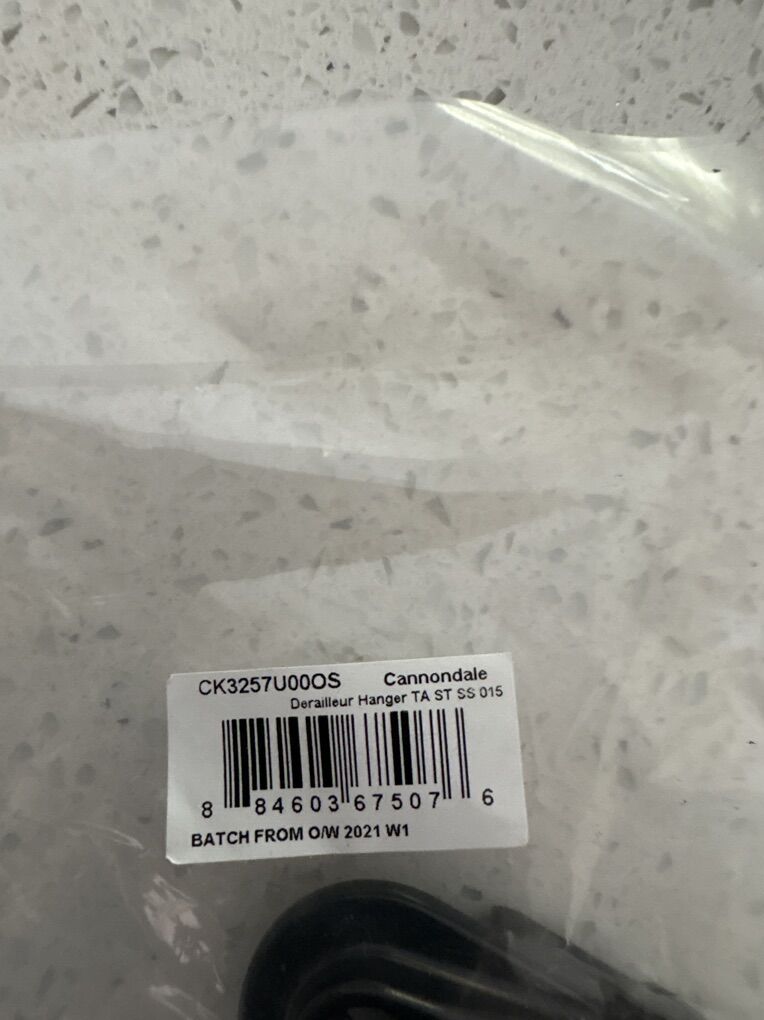 CK3257U00OS Cannondale
Derailleur Hanger TA ST SS 015
8 84603 67507 6
BATCH FROM O/W 2021 W1